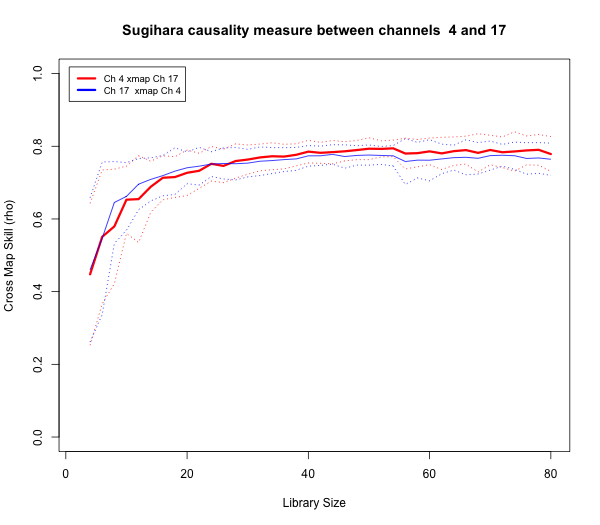 Sugihara causality measure between channels  4 and 17
Ch 4 xmap Ch 17
Ch 17  xmap Ch 4
1.0
0.8
0.6
0.4
0.2
0.0
Cross Map Skill (rho)
0 20 40 60 80
Library Size